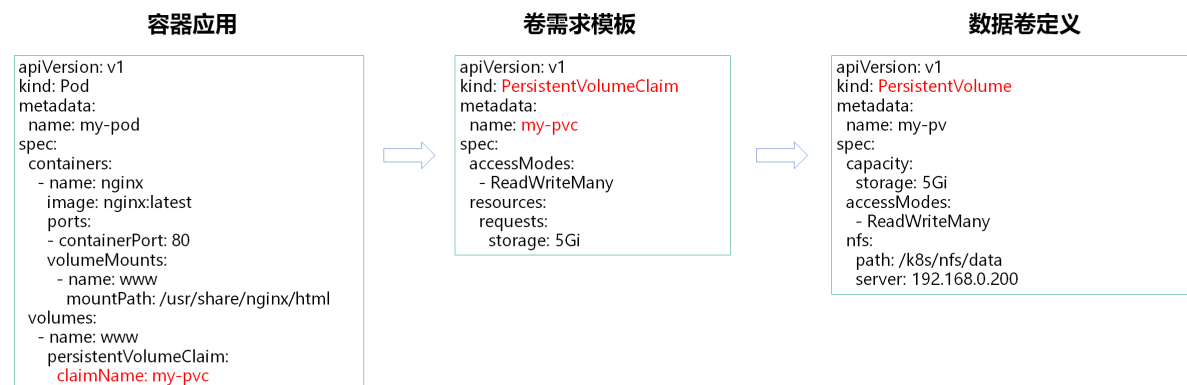 容器应用
apiVersion: v1
kind: Pod
metadata:
  name: my-pod
spec:
  containers:
    - name: nginx
      image: nginx:latest
      ports:
      - containerPort: 80
      volumeMounts:
        - name: www
          mountPath: /usr/share/nginx/html
  volumes:
    - name: www
      persistentVolumeClaim:
        claimName: my-pvc
卷需求模板
apiVersion: v1
kind: PersistentVolumeClaim
metadata:
  name: my-pvc
spec:
  accessModes:
    - ReadWriteMany
  resources:
    requests:
      storage: 5Gi
数据卷定义
apiVersion: v1
kind: PersistentVolume
metadata:
  name: my-pv
spec:
  capacity:
    storage: 5Gi
  accessModes:
    - ReadWriteMany
  nfs:
    path: /k8s/nfs/data
    server: 192.168.0.200